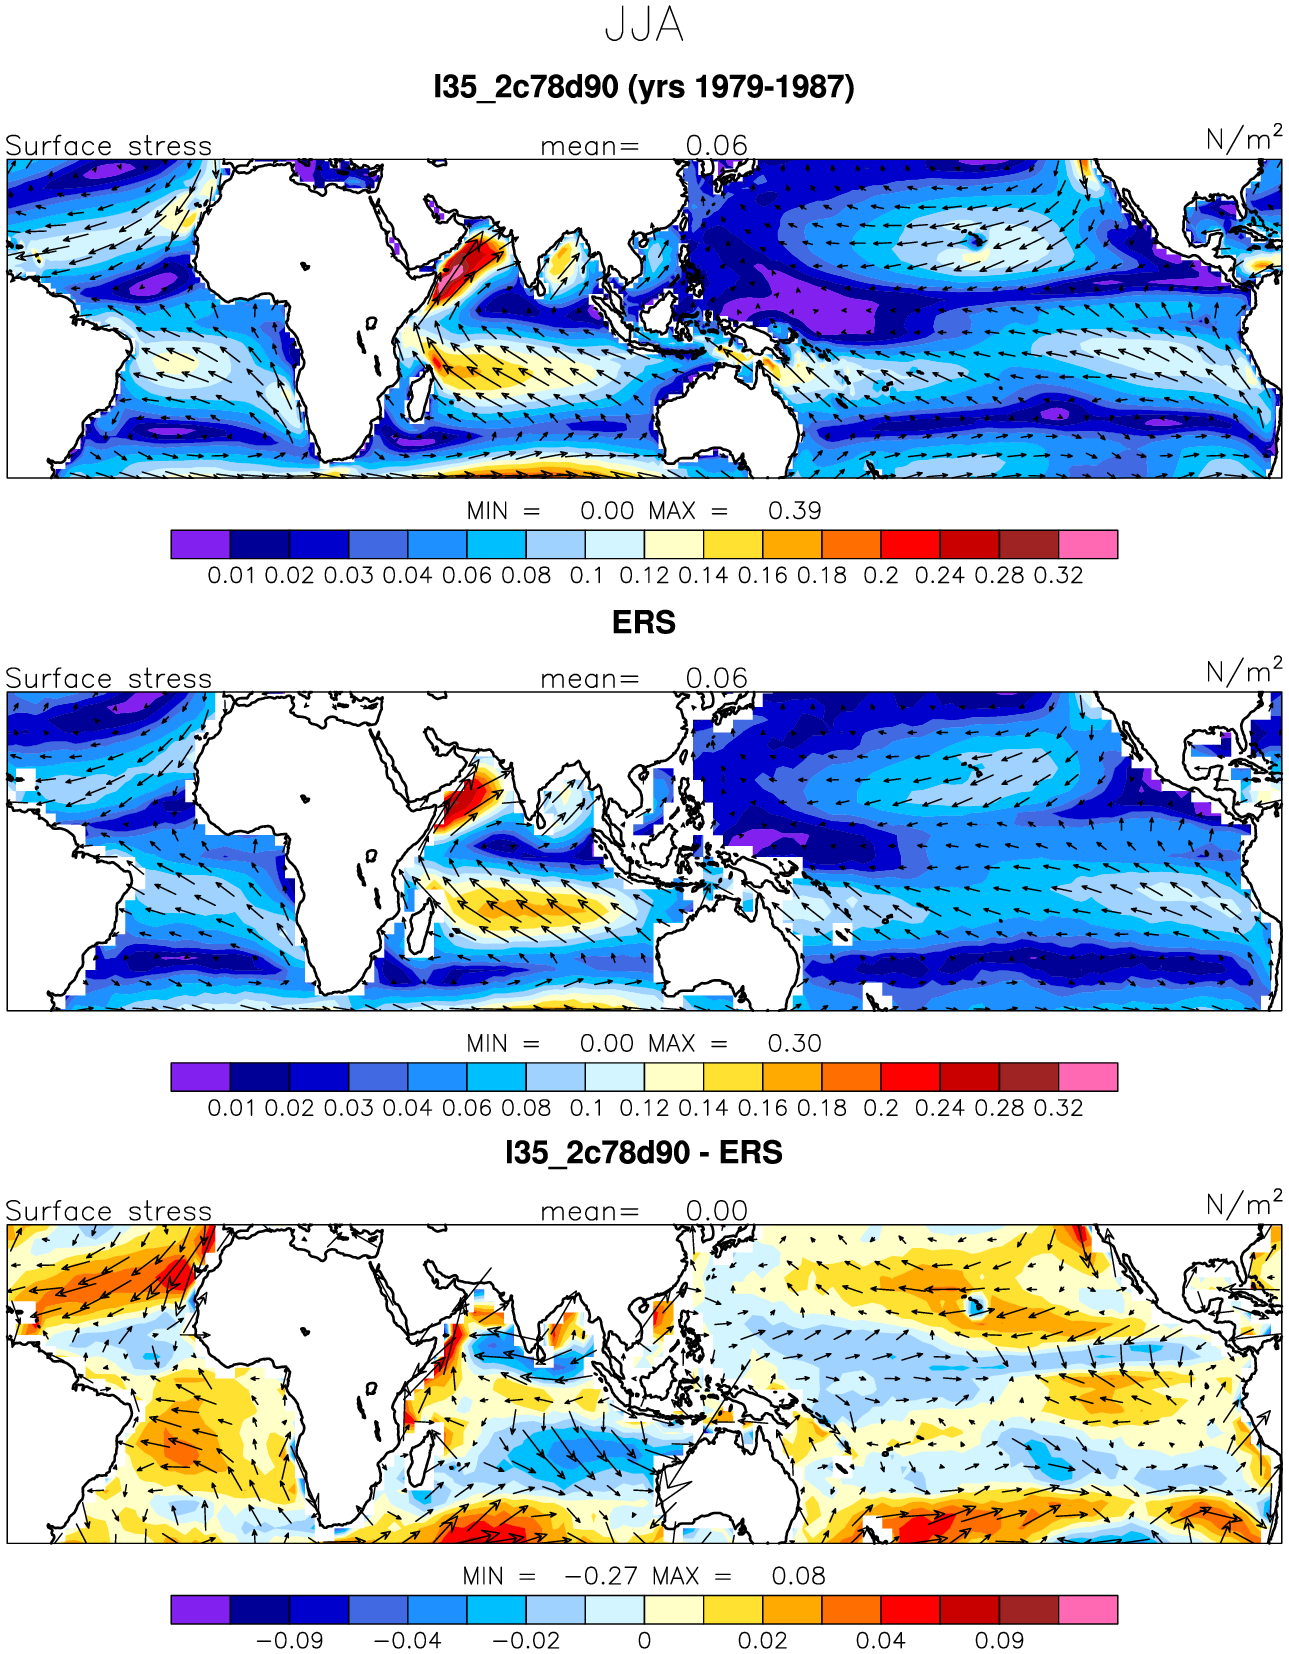 JJA
I35_2c78d90 (yrs 1979-1987)
Surface stress mean= 0.06 N/m²
MIN = 0.00 MAX = 0.39
0.01 0.02 0.03 0.04 0.06 0.08 0.1 0.12 0.14 0.16 0.18 0.2 0.24 0.28 0.32
ERS
Surface stress mean= 0.06 N/m²
MIN = 0.00 MAX = 0.30
0.01 0.02 0.03 0.04 0.06 0.08 0.1 0.12 0.14 0.16 0.18 0.2 0.24 0.28 0.32
I35_2c78d90 - ERS
Surface stress mean= 0.00 N/m²
MIN = −0.27 MAX = 0.08
−0.09 −0.04 −0.02 0 0.02 0.04 0.09